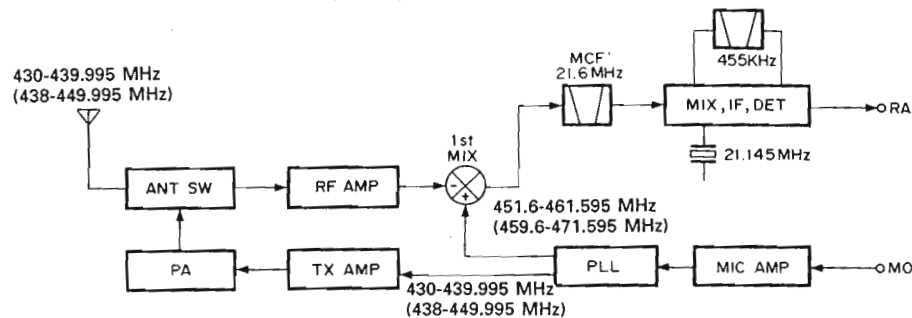 430-439.995 MHz
(438-449.995 MHz)
MCF
21.6MHz
455KHz
MIX, IF, DET
RA
21.145MHz
1st
MIX
-
+
ANT SW
RF AMP
451.6-461.595 MHz
(459.6-471.595 MHz)
PA
TX AMP
PLL
MIC AMP
MO
430-439.995 MHz
(438-449.995 MHz)